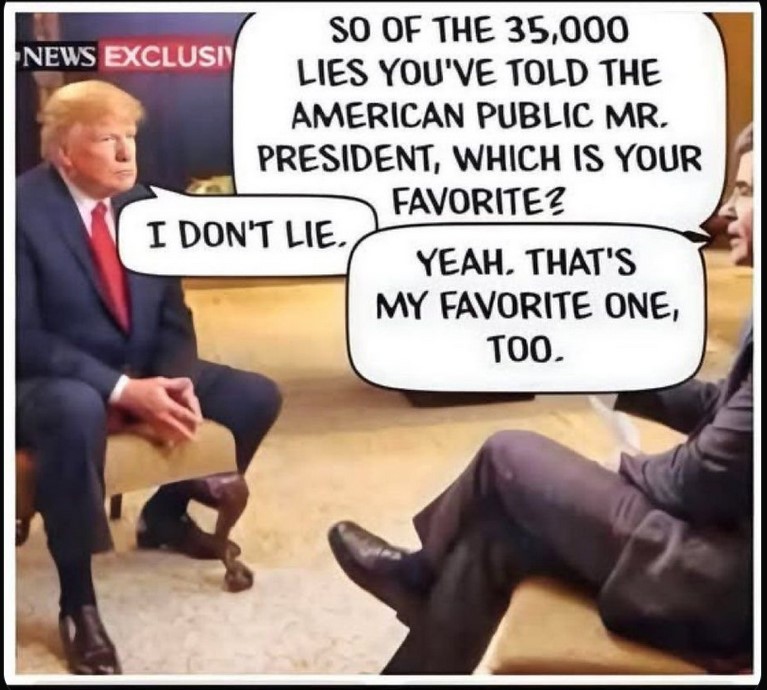 NEWS EXCLUSI
SO OF THE 35,000
LIES YOU'VE TOLD THE
AMERICAN PUBLIC MR.
PRESIDENT, WHICH IS YOUR
FAVORITE?
I DON'T LIE.
YEAH. THAT'S
MY FAVORITE ONE,
TOO.